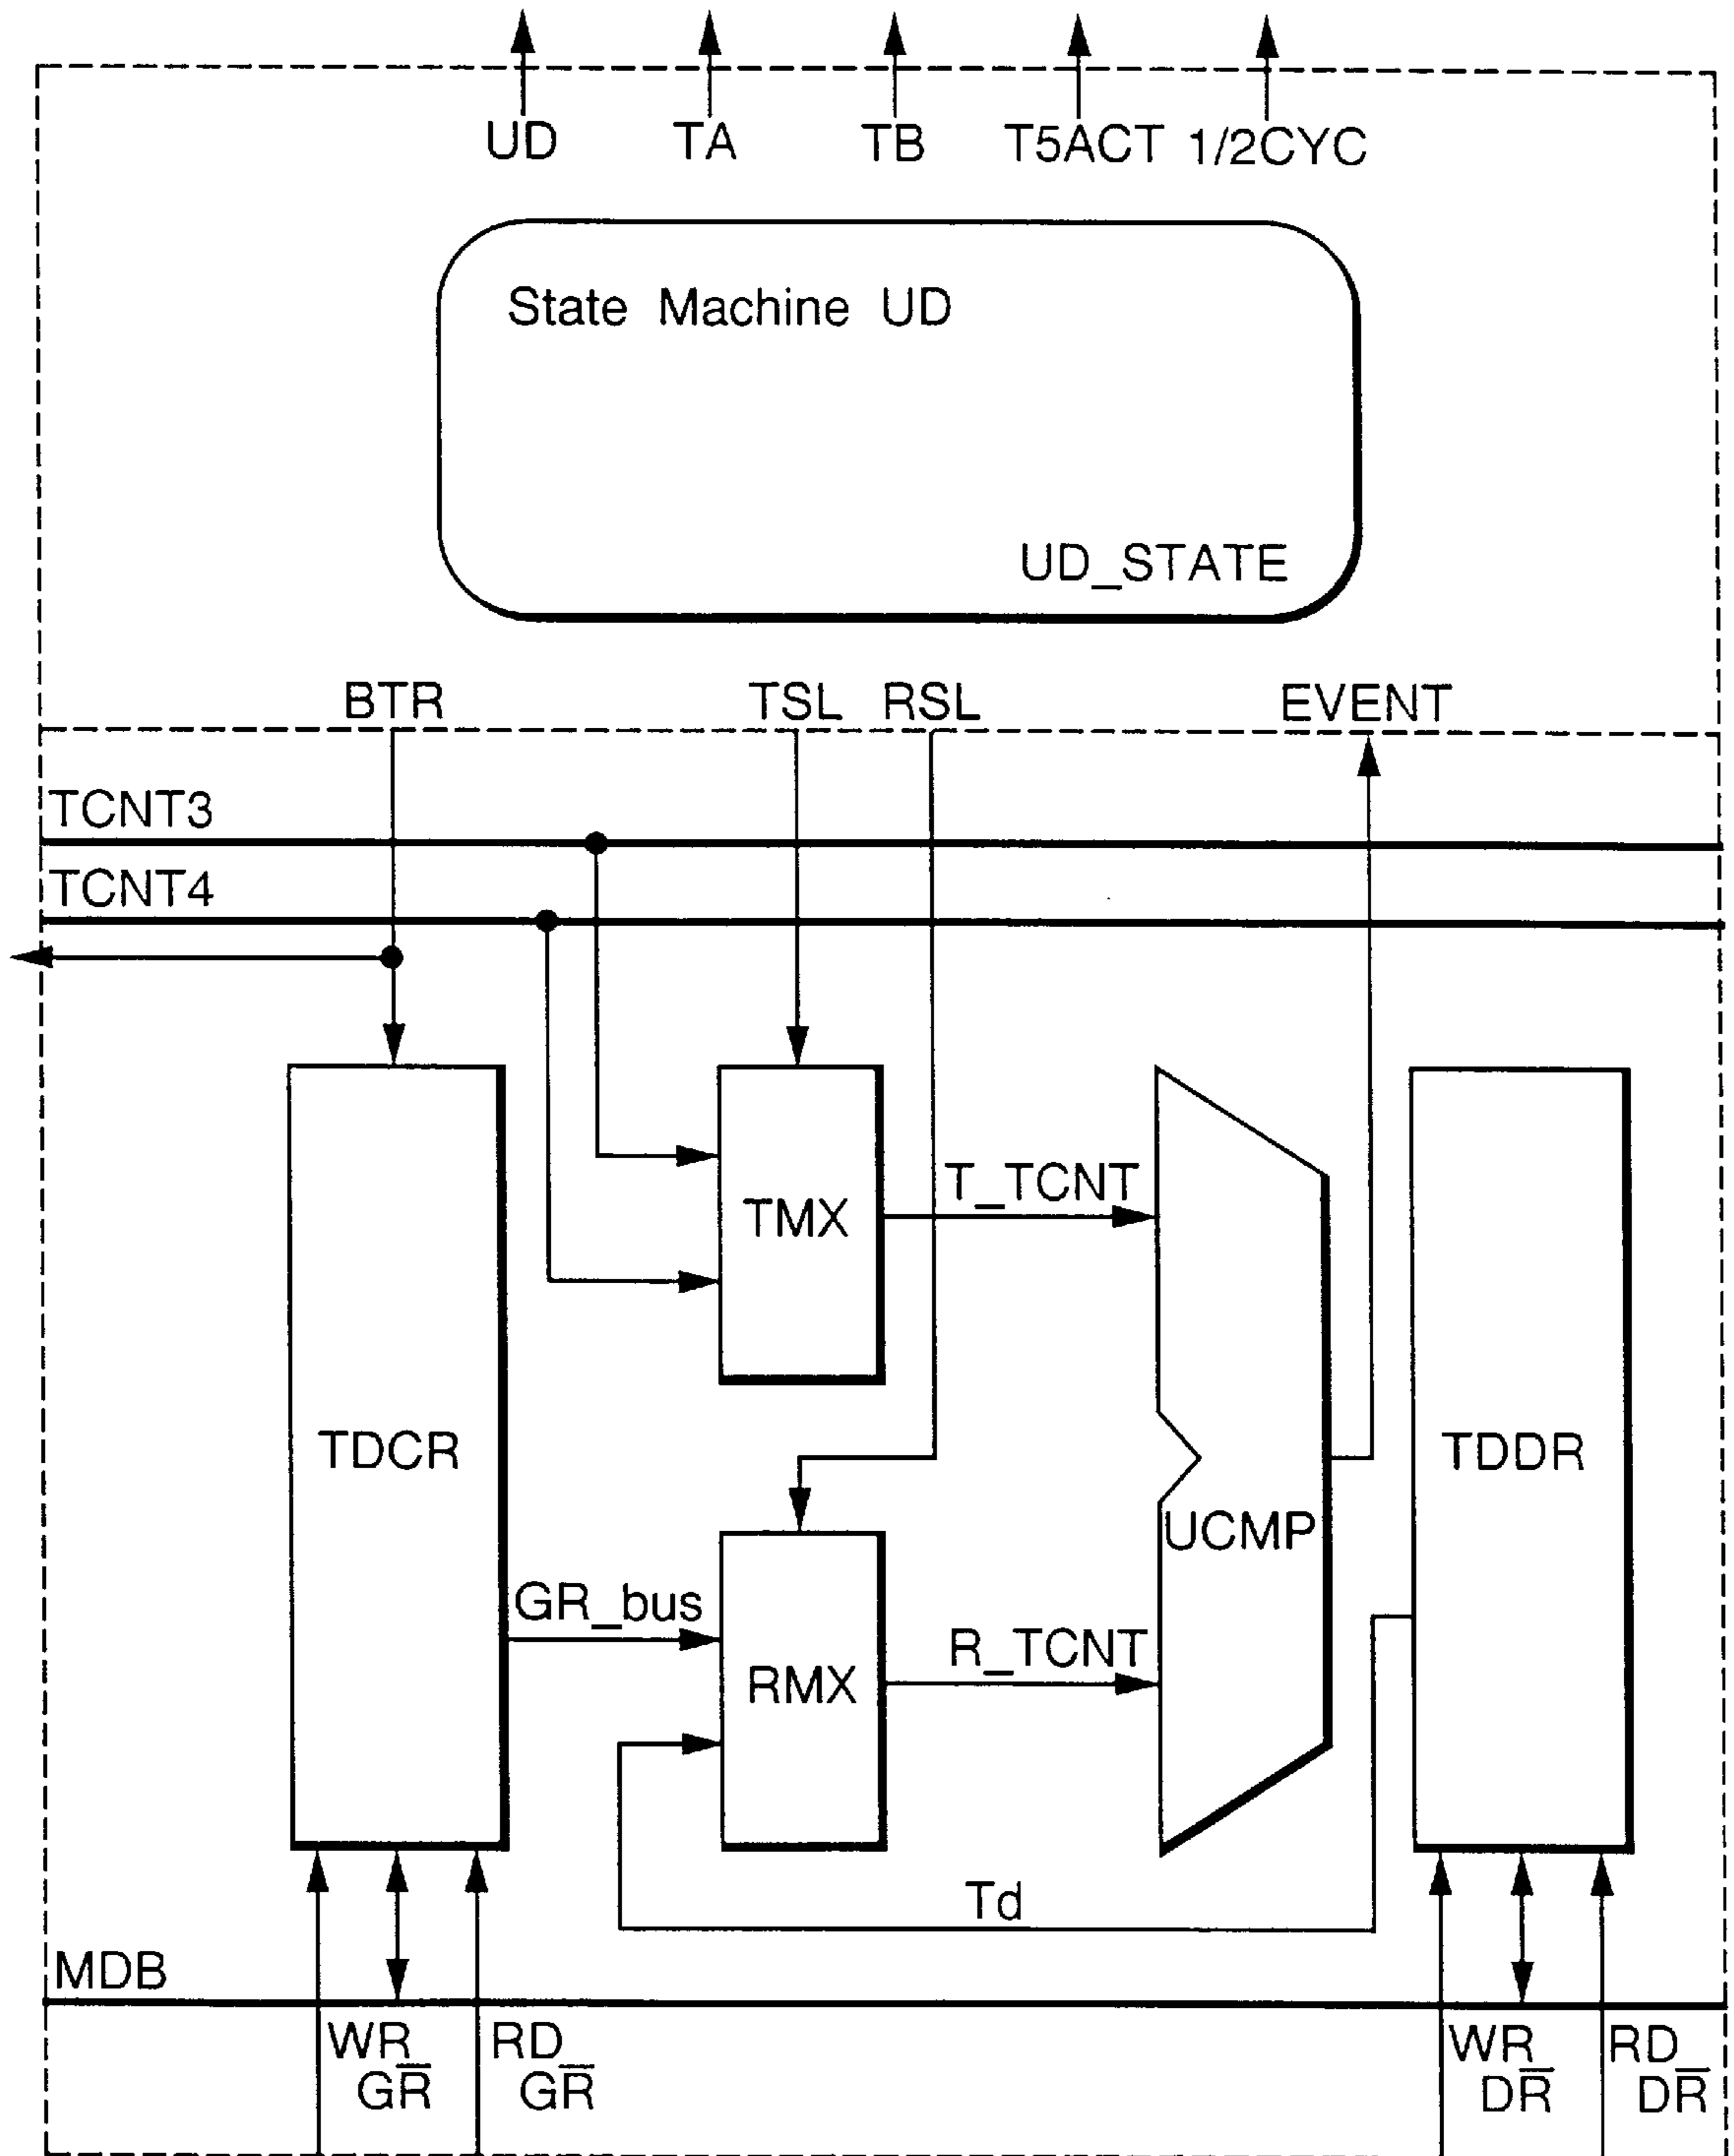 UD TA TB T5ACT 1/2CYC
State Machine UD
UD_STATE
BTR TSL RSL EVENT
TCNT3
TCNT4
T_TCNT
TMX
TDCR
TDDR
UCMP
GR_bus
R_TCNT
RMX
Td
MDB
WR_ RD_ WR_ RD_
GR GR DR DR